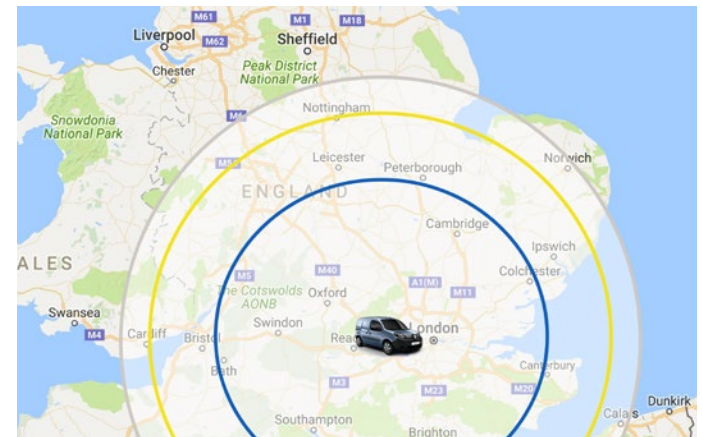 M61
M1
M18
Liverpool
M62
Sheffield
Chester
Peak District
National Park
Snowdonia
National Park
Nottingham
M6
M54
Leicester
Peterborough
Norwich
ENGLAND
Cambridge
ALES
Ipswich
M5
M40
A1(M)
Colchester
The Cotswolds
AONB
Oxford
M11
Swansea
M4
Cardiff
Bristol
Swindon
Rea
London
Bath
Canterbury
M3
M23
M20
Dunkirk
Calais
Southampton
Brighton